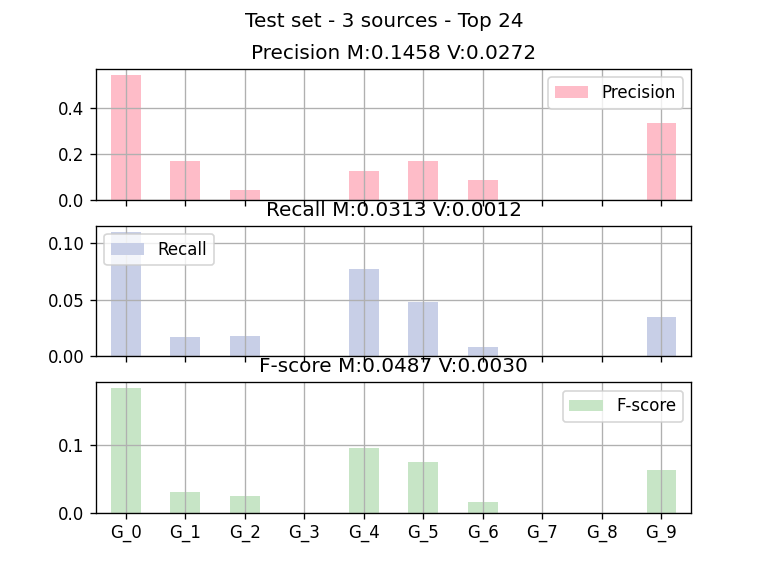 Test set - 3 sources - Top 24
Precision M:0.1458 V:0.0272
Precision
0.4
0.2
0.0
Recall M:0.0313 V:0.0012
Recall
0.10
0.05
0.00
F-score M:0.0487 V:0.0030
F-score
0.1
0.0
G_0 G_1 G_2 G_3 G_4 G_5 G_6 G_7 G_8 G_9